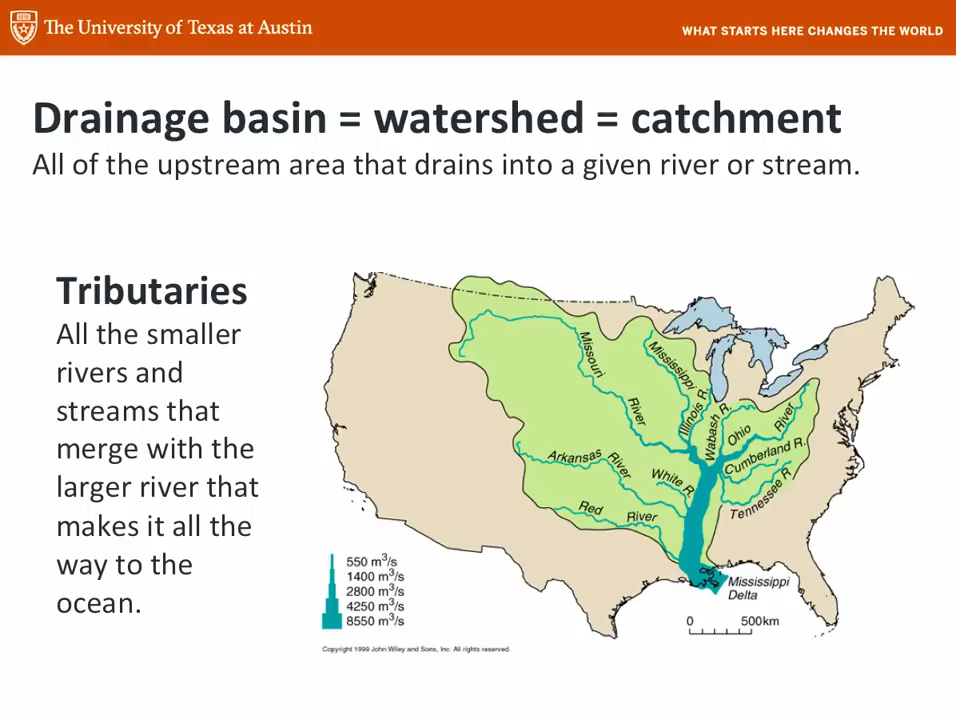 The University of Texas at Austin
WHAT STARTS HERE CHANGES THE WORLD
Drainage basin = watershed = catchment
All of the upstream area that drains into a given river or stream.
Tributaries
All the smaller
rivers and
streams that
merge with the
larger river that
makes it all the
way to the
ocean.
Missouri
River
Mississippi
Illinois R.
Wabash R.
Ohio
River
Cumberland R.
Tennessee R.
Arkansas
River
White R.
Red
River
Mississippi
Delta
550 m³/s
1400 m³/s
2800 m³/s
4250 m³/s
8550 m³/s
0 500km
Copyright 1999 John Wiley and Sons, Inc. All rights reserved.